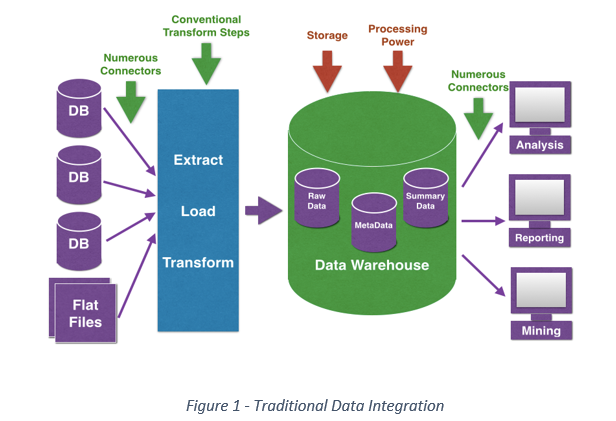 Conventional
Transform Steps
Numerous
Connectors
Storage
Processing
Power
Numerous
Connectors
DB
DB
DB
Flat
Files
Extract
Load
Transform
Raw
Data
MetaData
Summary
Data
Data Warehouse
Analysis
Reporting
Mining
Figure 1 - Traditional Data Integration